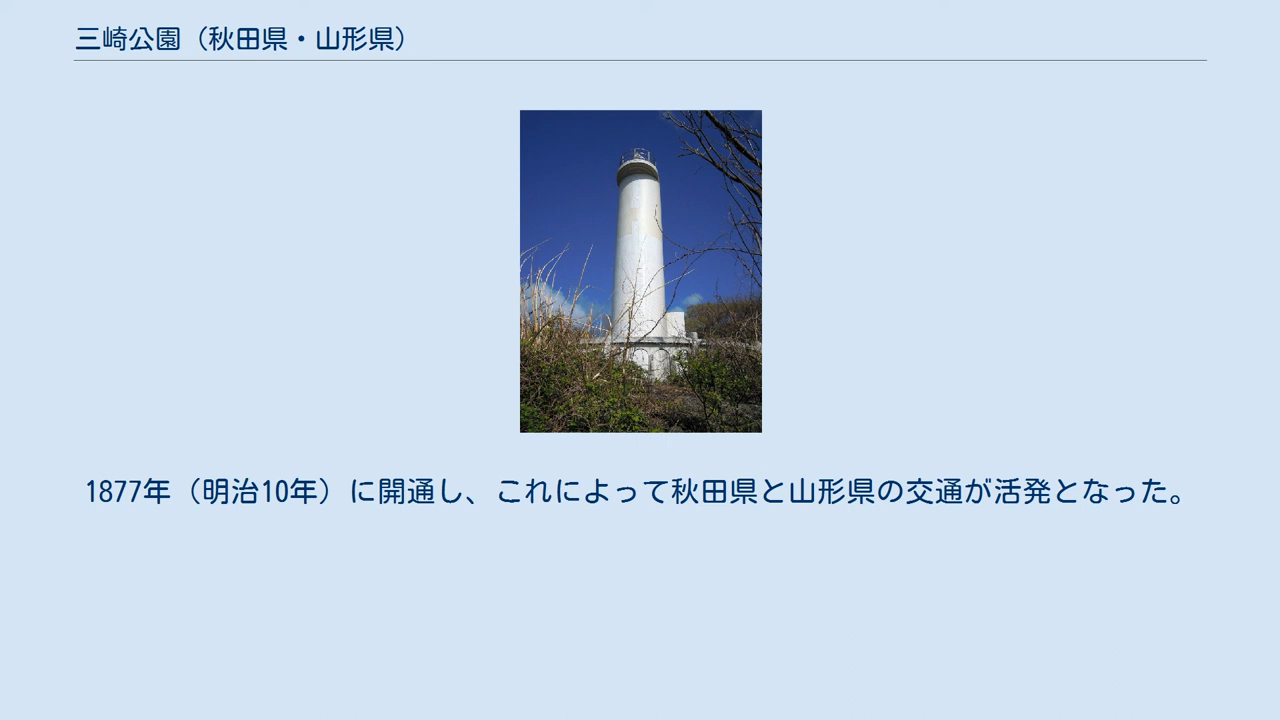 三崎公園（秋田県・山形県）
1877年（明治10年）に開通し、これによって秋田県と山形県の交通が活発となった。